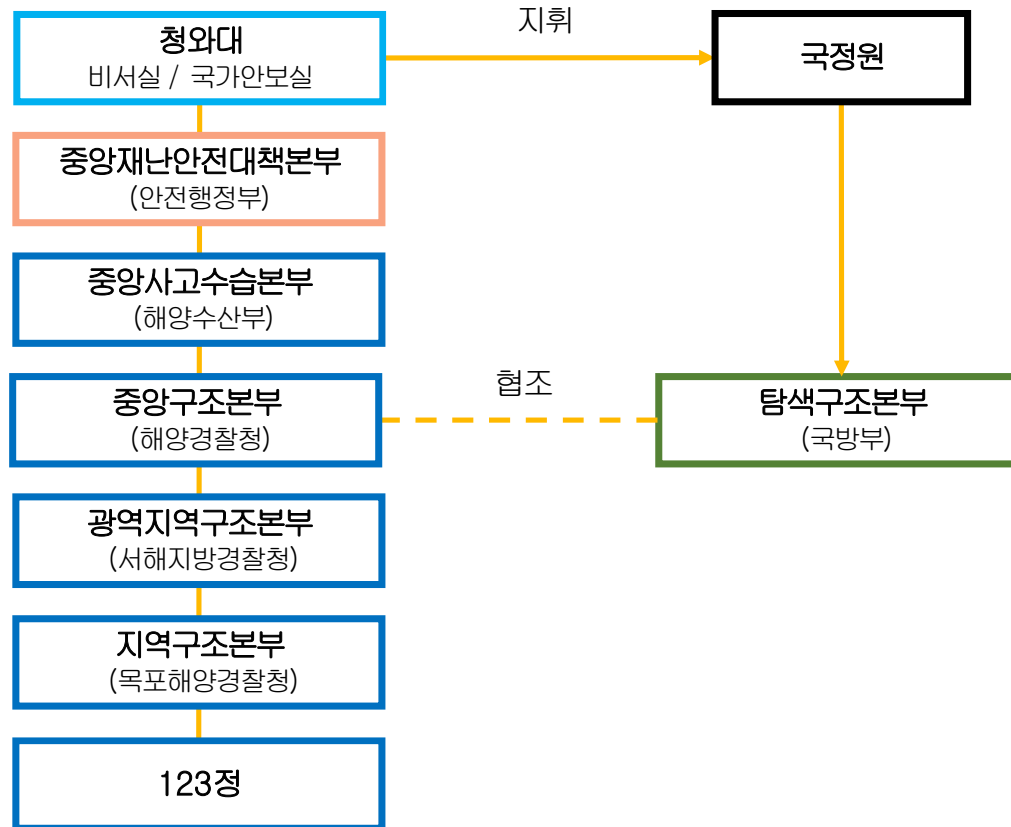 청와대
비서실 / 국가안보실
지휘
국정원
중앙재난안전대책본부
(안전행정부)
중앙사고수습본부
(해양수산부)
중앙구조본부
(해양경찰청)
협조
탐색구조본부
(국방부)
광역지역구조본부
(서해지방경찰청)
지역구조본부
(목포해양경찰청)
123정